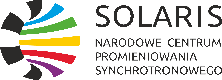 SOLARIS
NARODOWE CENTRUM
PROMIENIOWANIA
SYNCHROTRONOWEGO